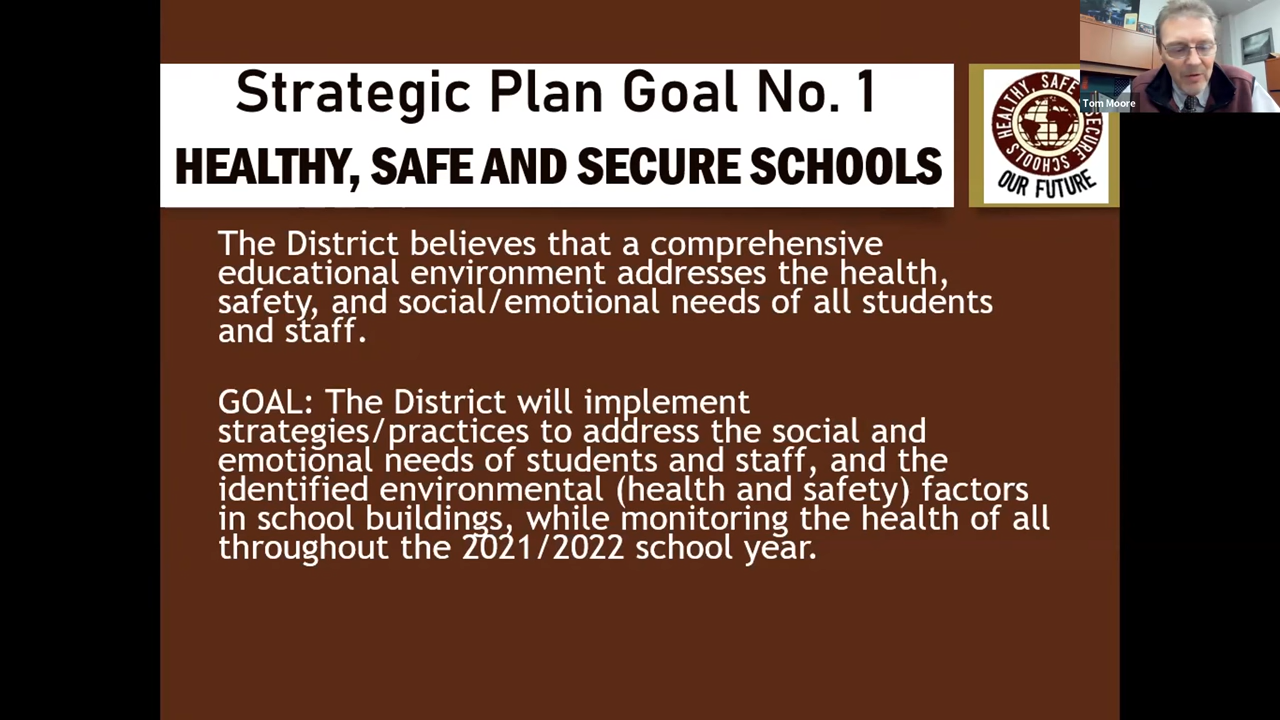 Strategic Plan Goal No. 1
HEALTHY, SAFE AND SECURE SCHOOLS
HEALTHY, SAFE
SECURE SCHOOLS
OUR FUTURE
Tom Moore
The District believes that a comprehensive
educational environment addresses the health,
safety, and social/emotional needs of all students
and staff.
GOAL: The District will implement
strategies/practices to address the social and
emotional needs of students and staff, and the
identified environmental (health and safety) factors
in school buildings, while monitoring the health of all
throughout the 2021/2022 school year.